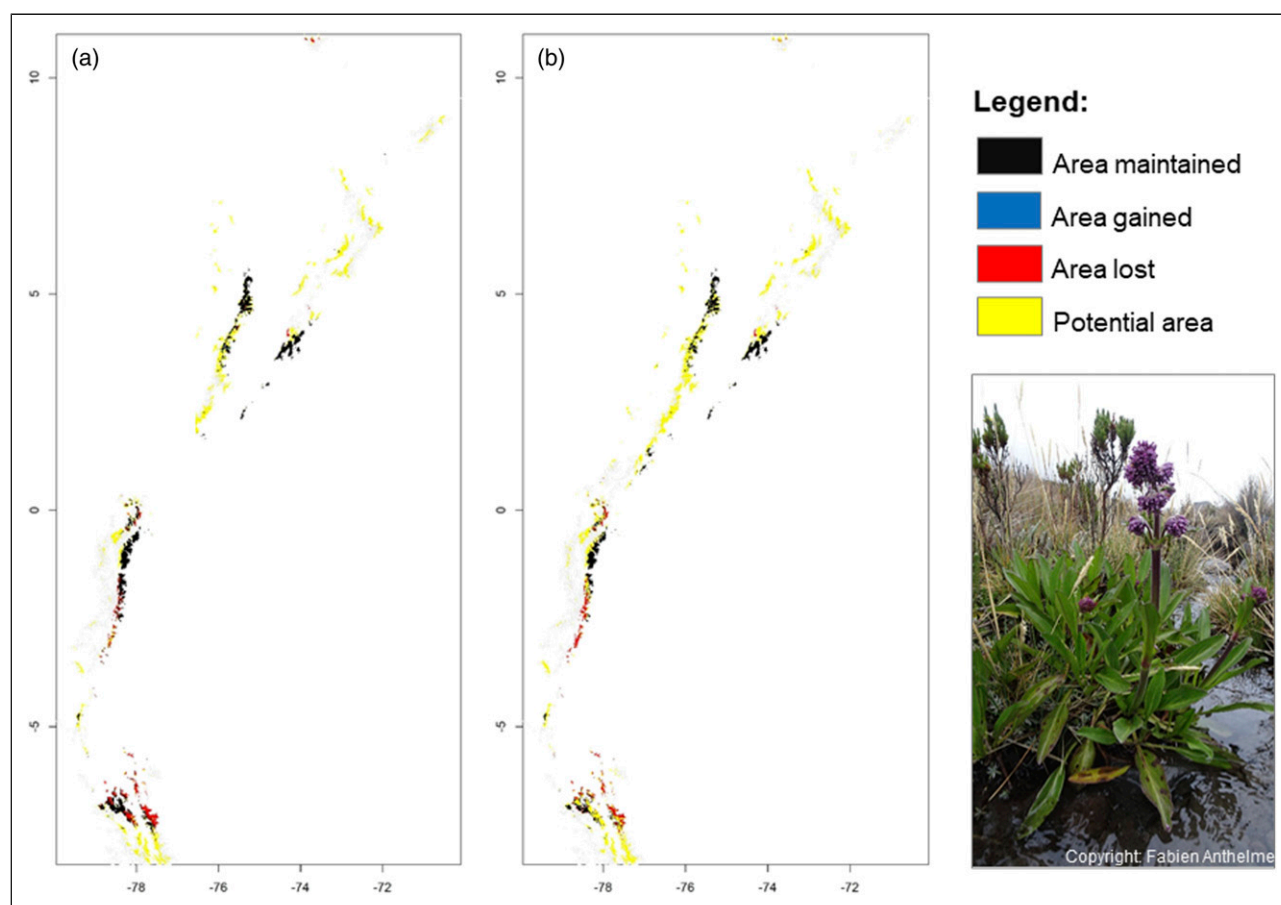 (a)
10
5
0
-5
-78
-76
-74
-72
(b)
10
5
0
-5
-78
-76
-74
-72
Legend:
Area maintained
Area gained
Area lost
Potential area
Copyright: Fabien Anthelme